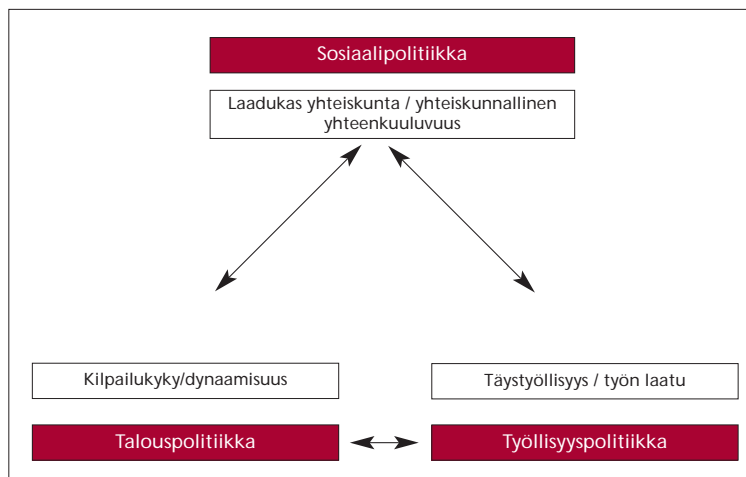 Sosiaalipolitiikka
Laadukas yhteiskunta / yhteiskunnallinen
yhteenkuuluvuus
Kilpailukyky/dynaamisuus
Täystyöllisyys / työn laatu
Talouspolitiikka
Työllisyyspolitiikka